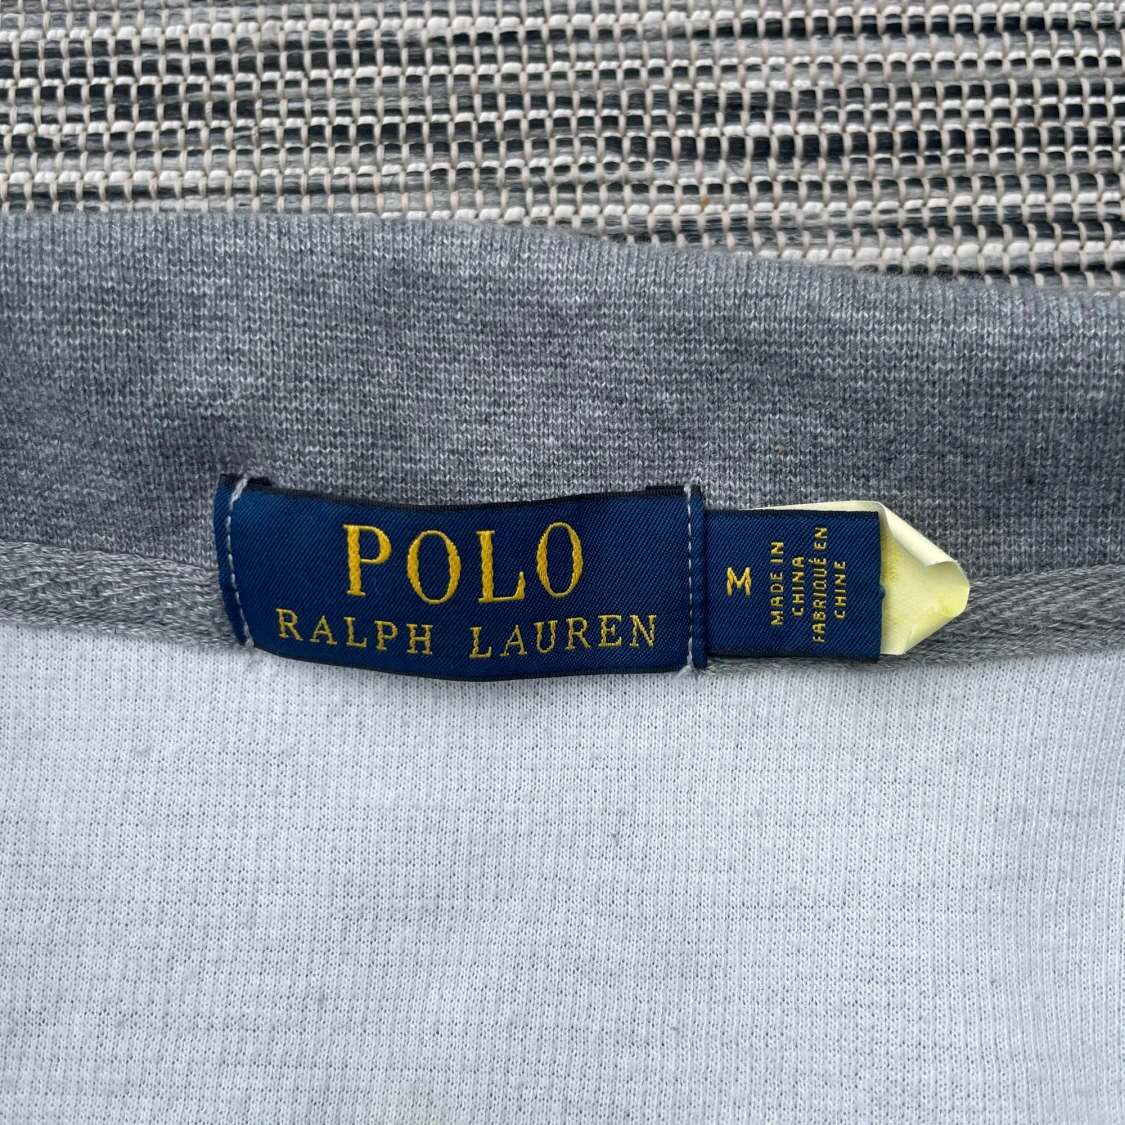 POLO
RALPH LAUREN
M
MADE IN
CHINA
FABRIQUÉ EN
CHINE